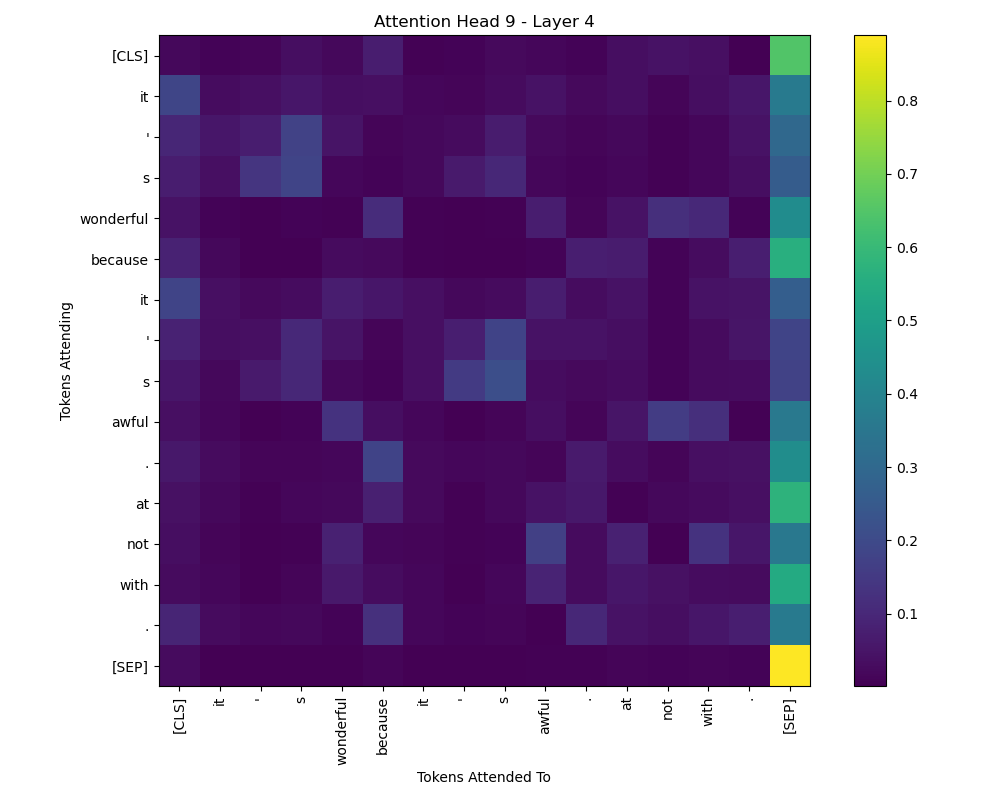 Attention Head 9 - Layer 4
Tokens Attending
[CLS]
it
'
s
wonderful
because
it
'
s
awful
.
at
not
with
.
[SEP]
[CLS]
it
'
s
wonderful
because
it
'
s
awful
.
at
not
with
.
[SEP]
Tokens Attended To
0.8
0.7
0.6
0.5
0.4
0.3
0.2
0.1